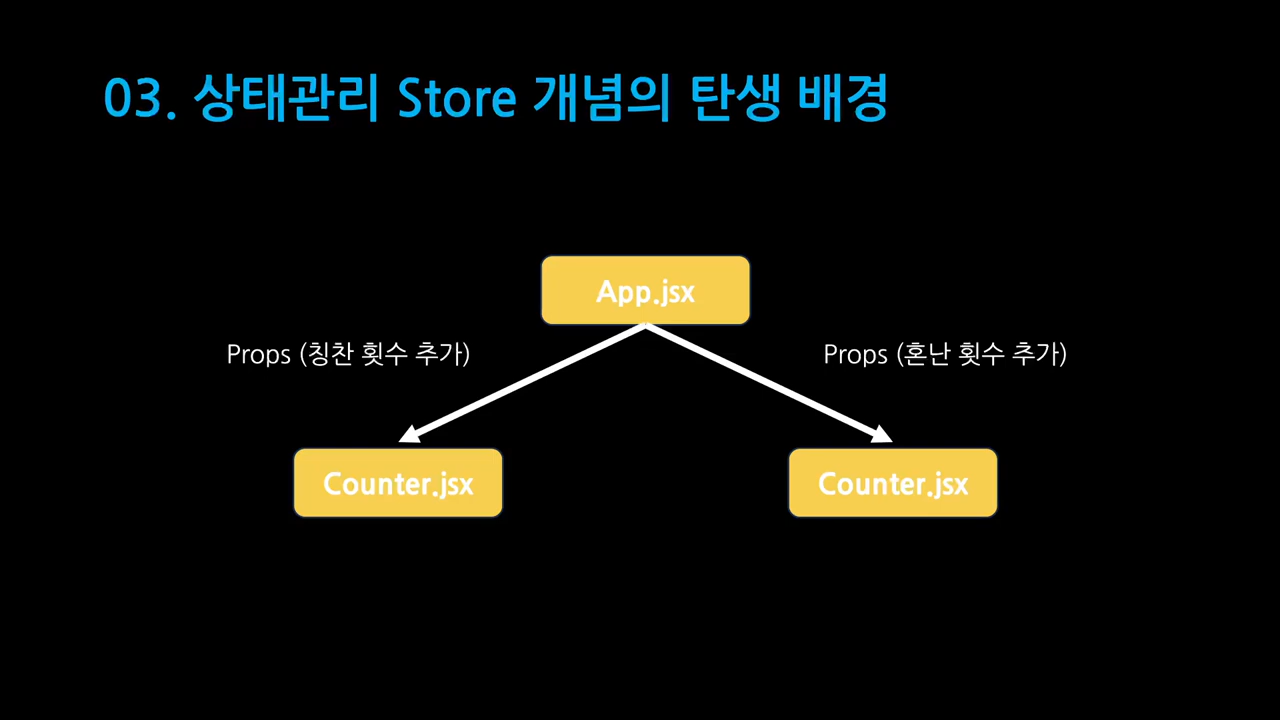 03. 상태관리 Store 개념의 탄생 배경
App.jsx
Props (칭찬 횟수 추가)
Props (혼난 횟수 추가)
Counter.jsx
Counter.jsx